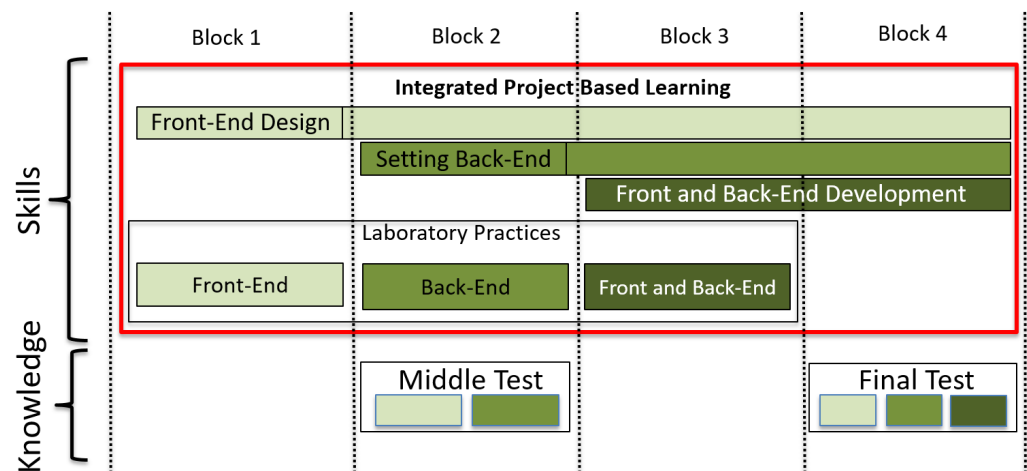 Block 1
Block 2
Block 3
Block 4
Skills
Integrated Project Based Learning
Front-End Design
Setting Back-End
Front and Back-End Development
Laboratory Practices
Front-End
Back-End
Front and Back-End
Knowledge
Middle Test
Final Test